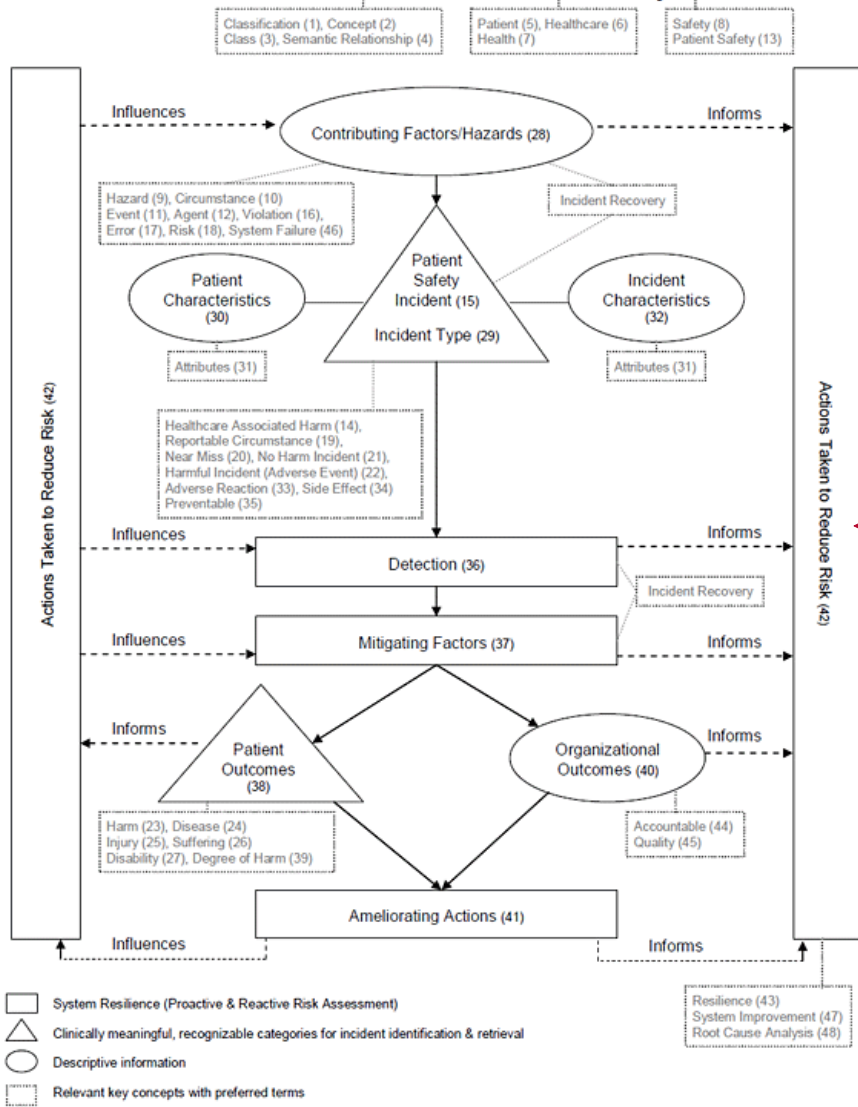 Classification (1), Concept (2)
Class (3), Semantic Relationship (4)
Patient (5), Healthcare (6)
Health (7)
Safety (8)
Patient Safety (13)
Influences
Contributing Factors/Hazards (28)
Informs
Hazard (9), Circumstance (10)
Event (11), Agent (12), Violation (16),
Error (17), Risk (18), System Failure (46)
Incident Recovery
Patient
Characteristics
(30)
Patient
Safety
Incident (15)
Incident Type (29)
Incident
Characteristics
(32)
Attributes (31)
Attributes (31)
Actions Taken to Reduce Risk (42)
Actions Taken to Reduce Risk (42)
Healthcare Associated Harm (14),
Reportable Circumstance (19),
Near Miss (20), No Harm Incident (21),
Harmful Incident (Adverse Event) (22),
Adverse Reaction (33), Side Effect (34)
Preventable (35)
Influences
Detection (36)
Informs
Incident Recovery
Influences
Mitigating Factors (37)
Informs
Informs
Patient
Outcomes
(38)
Organizational
Outcomes (40)
Informs
Harm (23), Disease (24)
Injury (25), Suffering (26)
Disability (27), Degree of Harm (39)
Accountable (44)
Quality (45)
Ameliorating Actions (41)
Influences
Informs
Resilience (43)
System Improvement (47)
Root Cause Analysis (48)
System Resilience (Proactive & Reactive Risk Assessment)
Clinically meaningful, recognizable categories for incident identification & retrieval
Descriptive information
Relevant key concepts with preferred terms